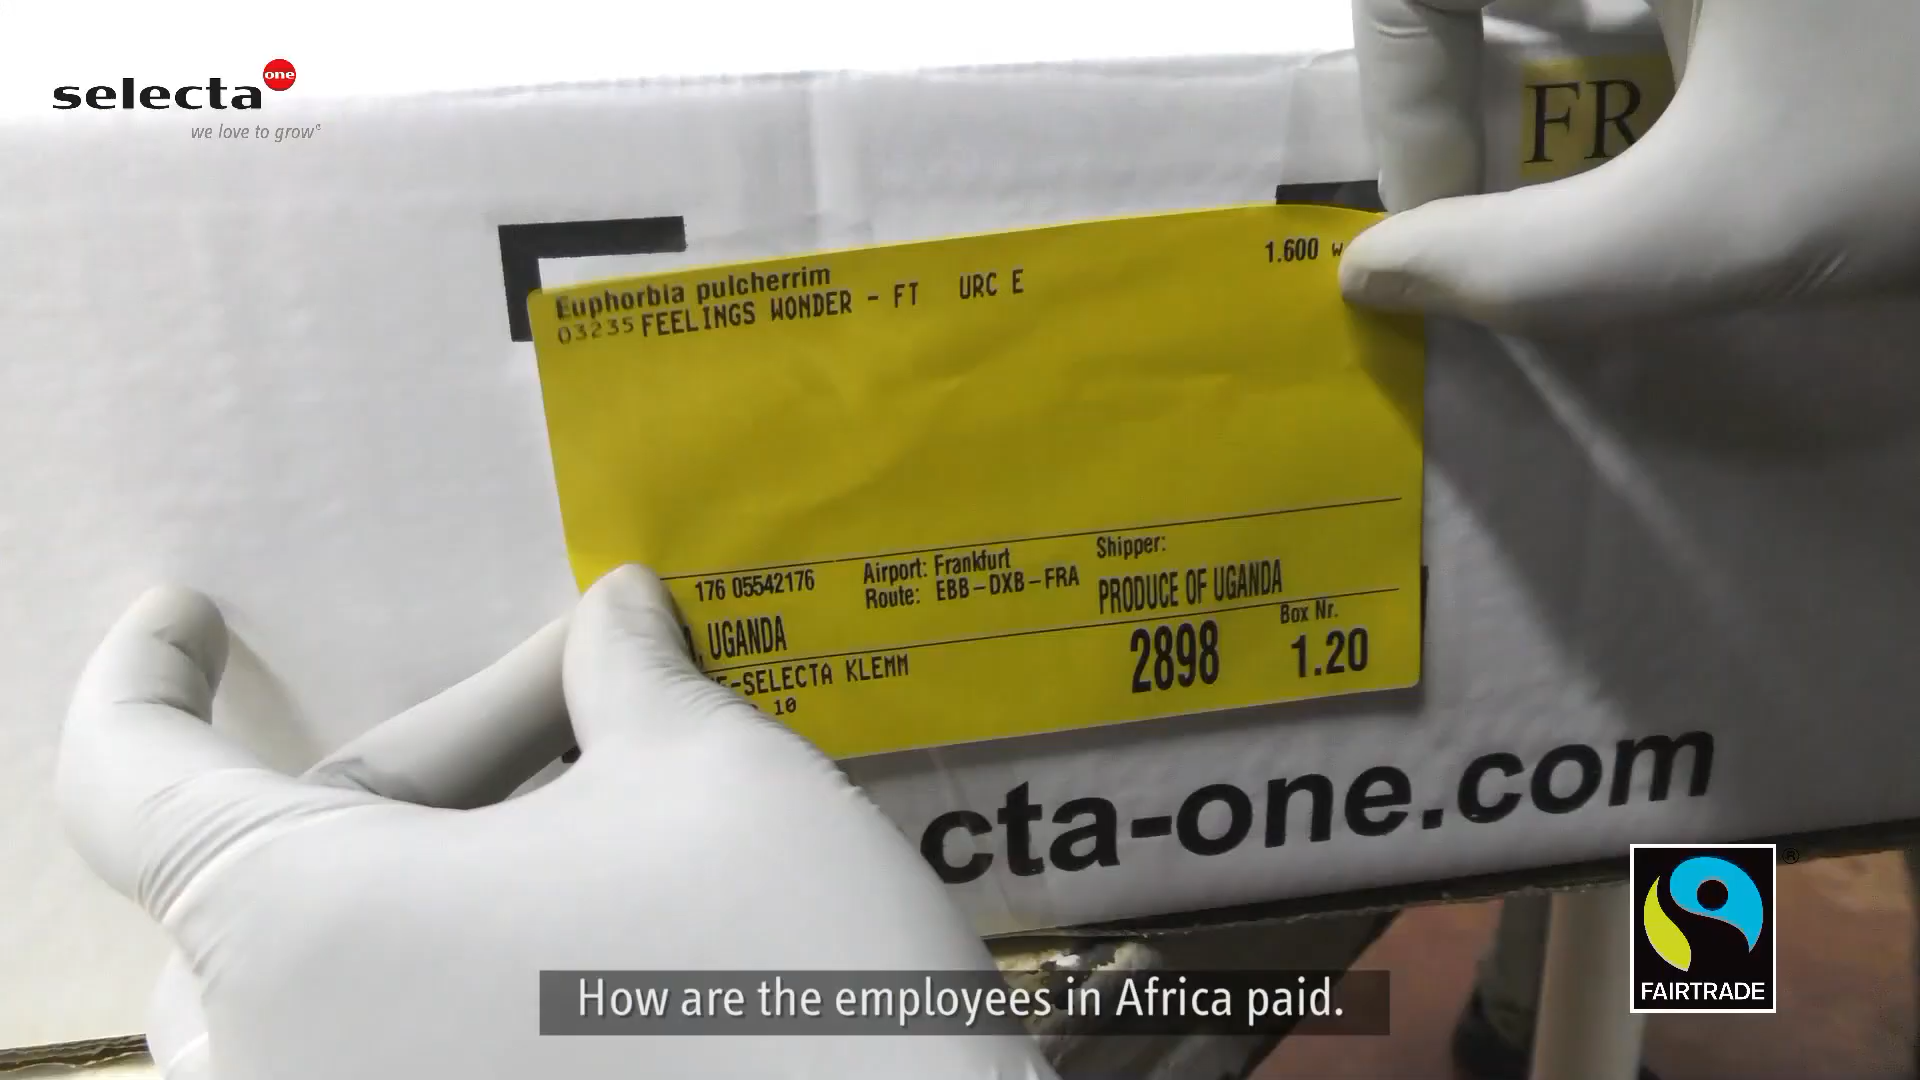 selecta one
we love to grow®
FR
Euphorbia pulcherrim
1.600
03235 FEELINGS WONDER - FT URC E
176 05542176
Airport: Frankfurt
Route: EBB-DXB-FRA
Shipper:
PRODUCE OF UGANDA
, UGANDA
-SELECTA KLEMM
10
2898
Box Nr.
1.20
cta-one.com
FAIRTRADE
®
How are the employees in Africa paid.